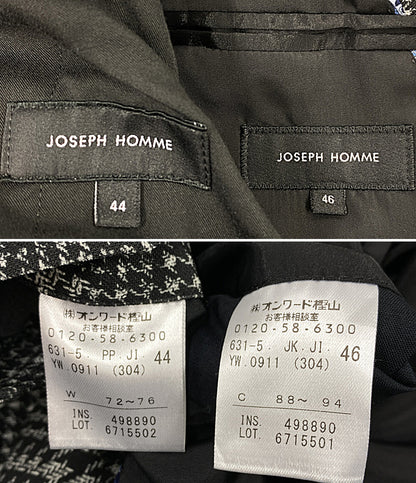 JOSEPH HOMME
44
JOSEPH HOMME
46
(株)オンワード樫山
お客様相談室
0120-58-6300
631-5. PP.JI. 44
YW.0911 (304)
W 72~76
INS. 498890
LOT. 6715502
(株)オンワード樫山
お客様相談室
0120-58-6300
631-5. JK.JI. 46
YW.0911 (304)
C 88~ 94
INS. 498890
LOT. 6715501